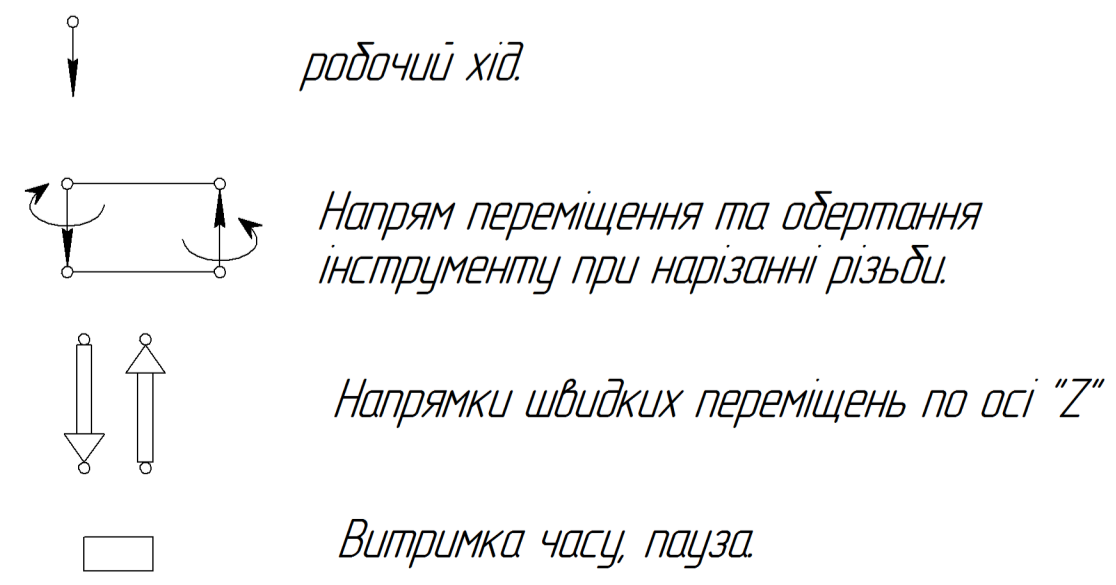 робочий хід.
Напрям переміщення та обертання
інструменту при нарізанні різьби.
Напрямки швидких переміщень по осі "Z"
Витримка часу, пауза.